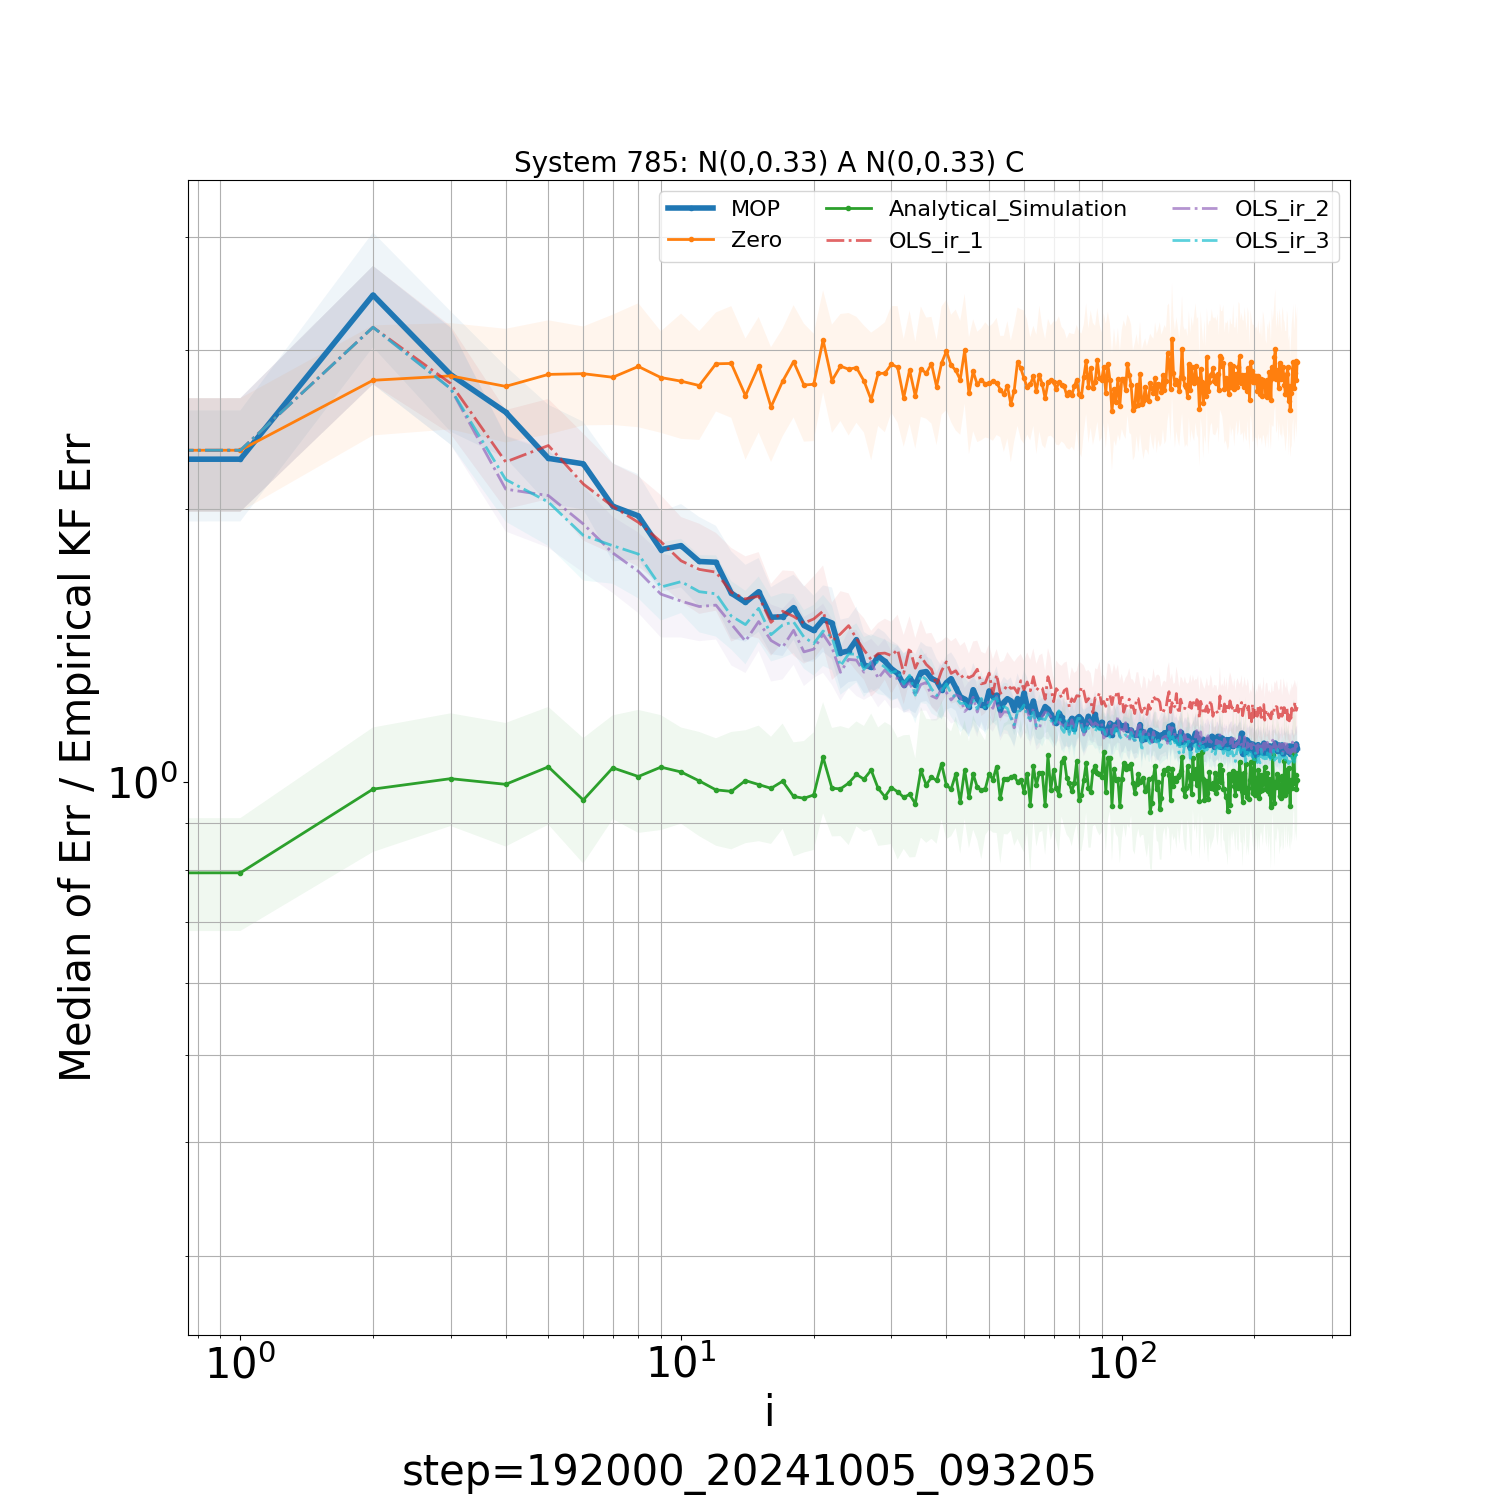 System 785: N(0,0.33) A N(0,0.33) C
MOP
Zero
Analytical_Simulation
OLS_ir_1
OLS_ir_2
OLS_ir_3
Median of Err / Empirical KF Err
10⁰
10⁰ 10¹ 10²
i
step=192000_20241005_093205